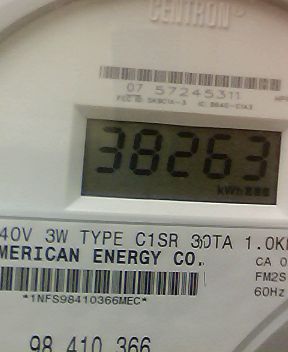 CENTRON®
07 57245311
38263
kWh
40V 3W TYPE C1SR 30TA 1.0K
MERICAN ENERGY CO.
CA 0
FM2S
60Hz
*1NFS98410366MEC*
98 410 366